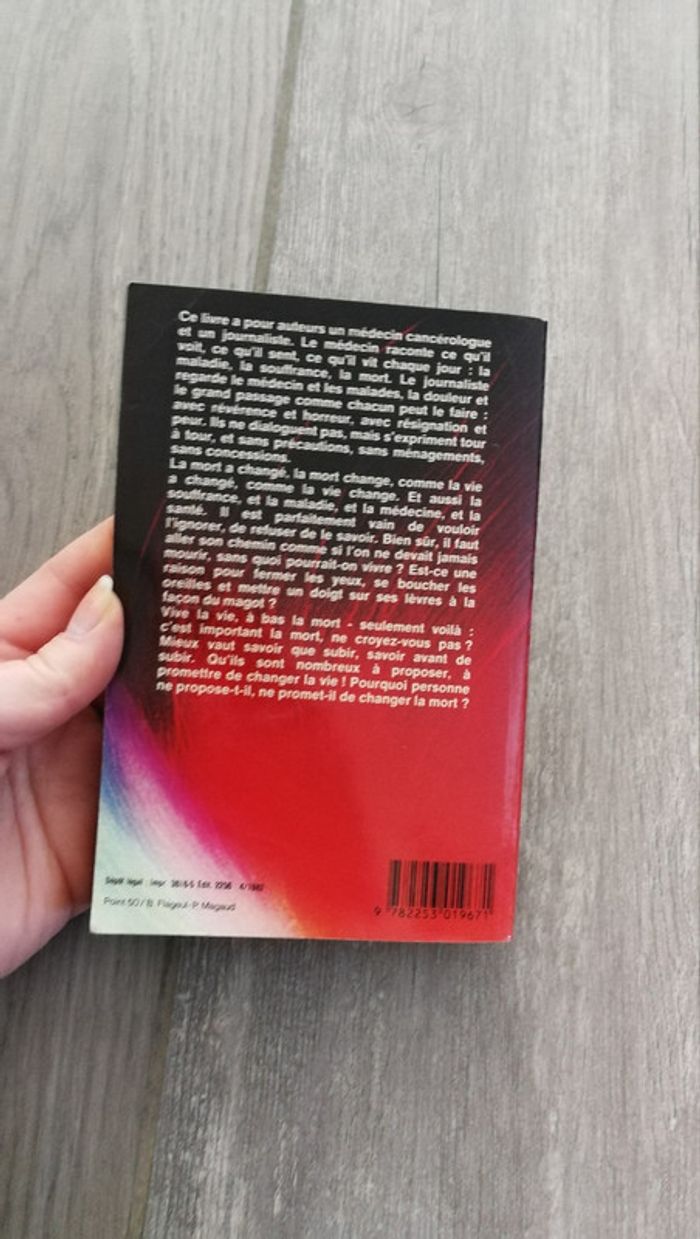 Ce livre a pour auteurs un médecin cancérologue
et un journaliste. Le médecin raconte ce qu'il
voit, ce qu'il sent, ce qu'il vit chaque jour : la
maladie, la souffrance, la mort. Le journaliste
regarde le médecin et les malades, la douleur et
le grand passage comme chacun peut le faire :
avec révérence et horreur, avec résignation et
peur. Ils ne dialoguent pas, mais s'expriment tour
à tour, et sans précautions, sans ménagements,
sans concessions.
La mort a changé, la mort change, comme la vie
a changé, comme la vie change. Et aussi la
souffrance, et la maladie, et la médecine, et la
santé. Il est parfaitement vain de vouloir
l'ignorer, de refuser de le savoir. Bien sûr, il faut
aller son chemin comme si l'on ne devait jamais
mourir, sans quoi pourrait-on vivre ? Est-ce une
raison pour fermer les yeux, se boucher les
oreilles et mettre un doigt sur ses lèvres à la
façon du magot ?
Vive la vie, à bas la mort - seulement voilà :
c'est important la mort, ne croyez-vous pas ?
Mieux vaut savoir que subir, savoir avant de
subir. Qu'ils sont nombreux à proposer, à
promettre de changer la vie ! Pourquoi personne
ne propose-t-il, ne promet-il de changer la mort ?
Dépôt légal : Impr. Édit.
Point 50 / B. Flageul - P. Magaud
9 782253 019671